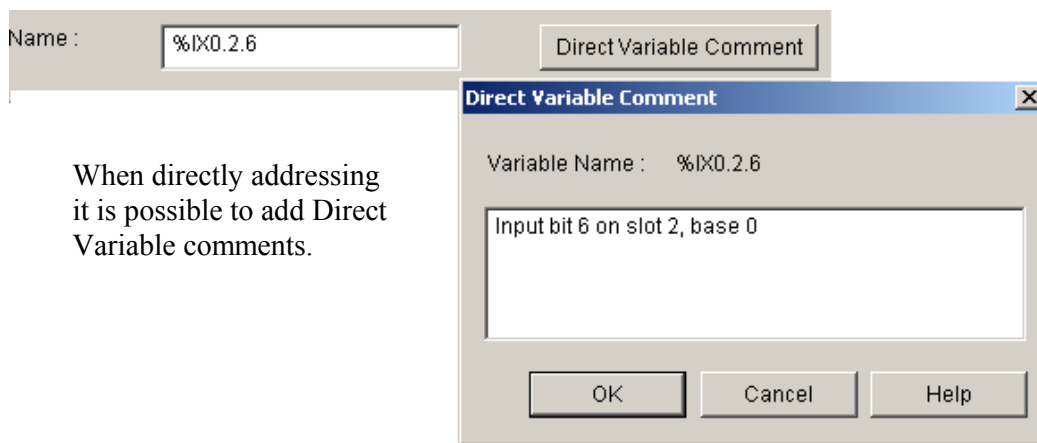 Name :
%IX0.2.6
Direct Variable Comment
Direct Variable Comment
Variable Name : %IX0.2.6
Input bit 6 on slot 2, base 0
When directly addressing
it is possible to add Direct
Variable comments.
OK
Cancel
Help